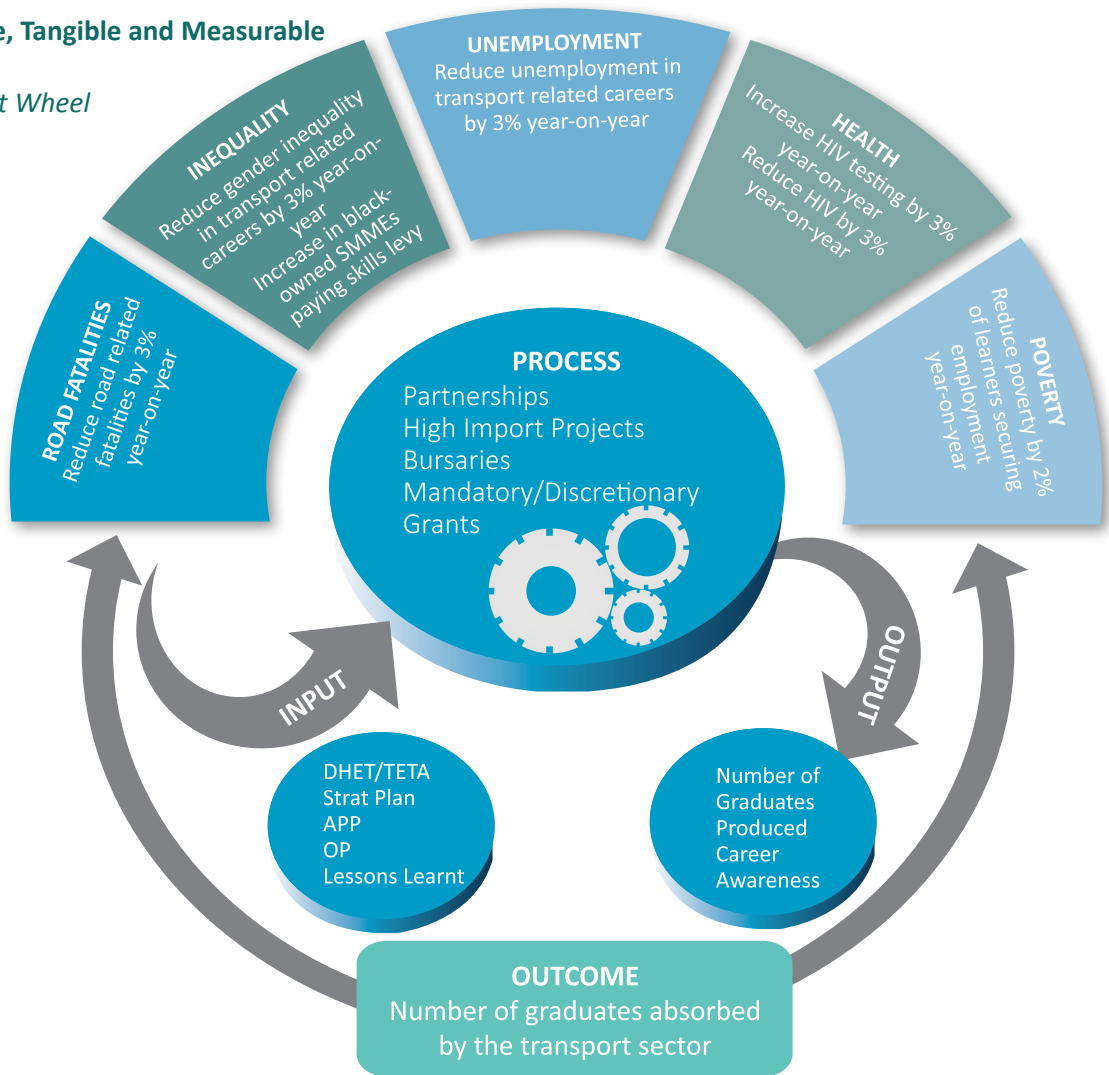 e, Tangible and Measurable
t Wheel
ROAD FATALITIES
Reduce road related
fatalities by 3%
year-on-year
INEQUALITY
Reduce gender inequality
in transport related
careers by 3% year-on-
year
Increase in black-
owned SMMEs
paying skills levy
UNEMPLOYMENT
Reduce unemployment in
transport related careers
by 3% year-on-year
HEALTH
Increase HIV testing by 3%
year-on-year
Reduce HIV by 3%
year-on-year
POVERTY
Reduce poverty by 2%
of learners securing
employment
year-on-year
PROCESS
Partnerships
High Import Projects
Bursaries
Mandatory/Discretionary
Grants
INPUT
OUTPUT
DHET/TETA
Strat Plan
APP
OP
Lessons Learnt
Number of
Graduates
Produced
Career
Awareness
OUTCOME
Number of graduates absorbed
by the transport sector